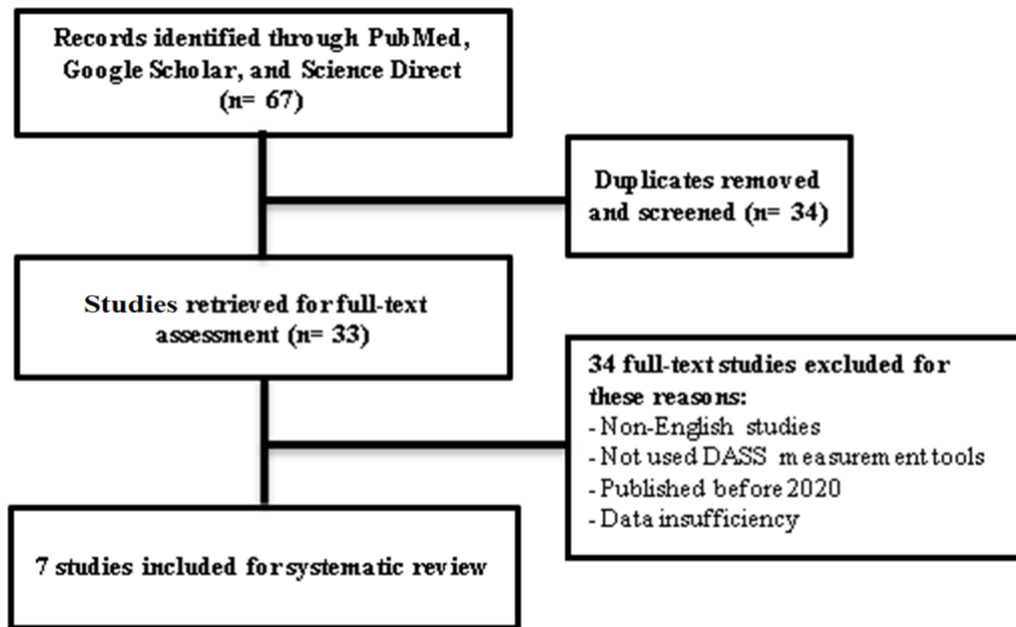 Records identified through PubMed,
Google Scholar, and Science Direct
(n= 67)
Duplicates removed
and screened (n= 34)
Studies retrieved for full-text
assessment (n= 33)
34 full-text studies excluded for
these reasons:
- Non-English studies
- Not used DASS measurement tools
- Published before 2020
- Data insufficiency
7 studies included for systematic review